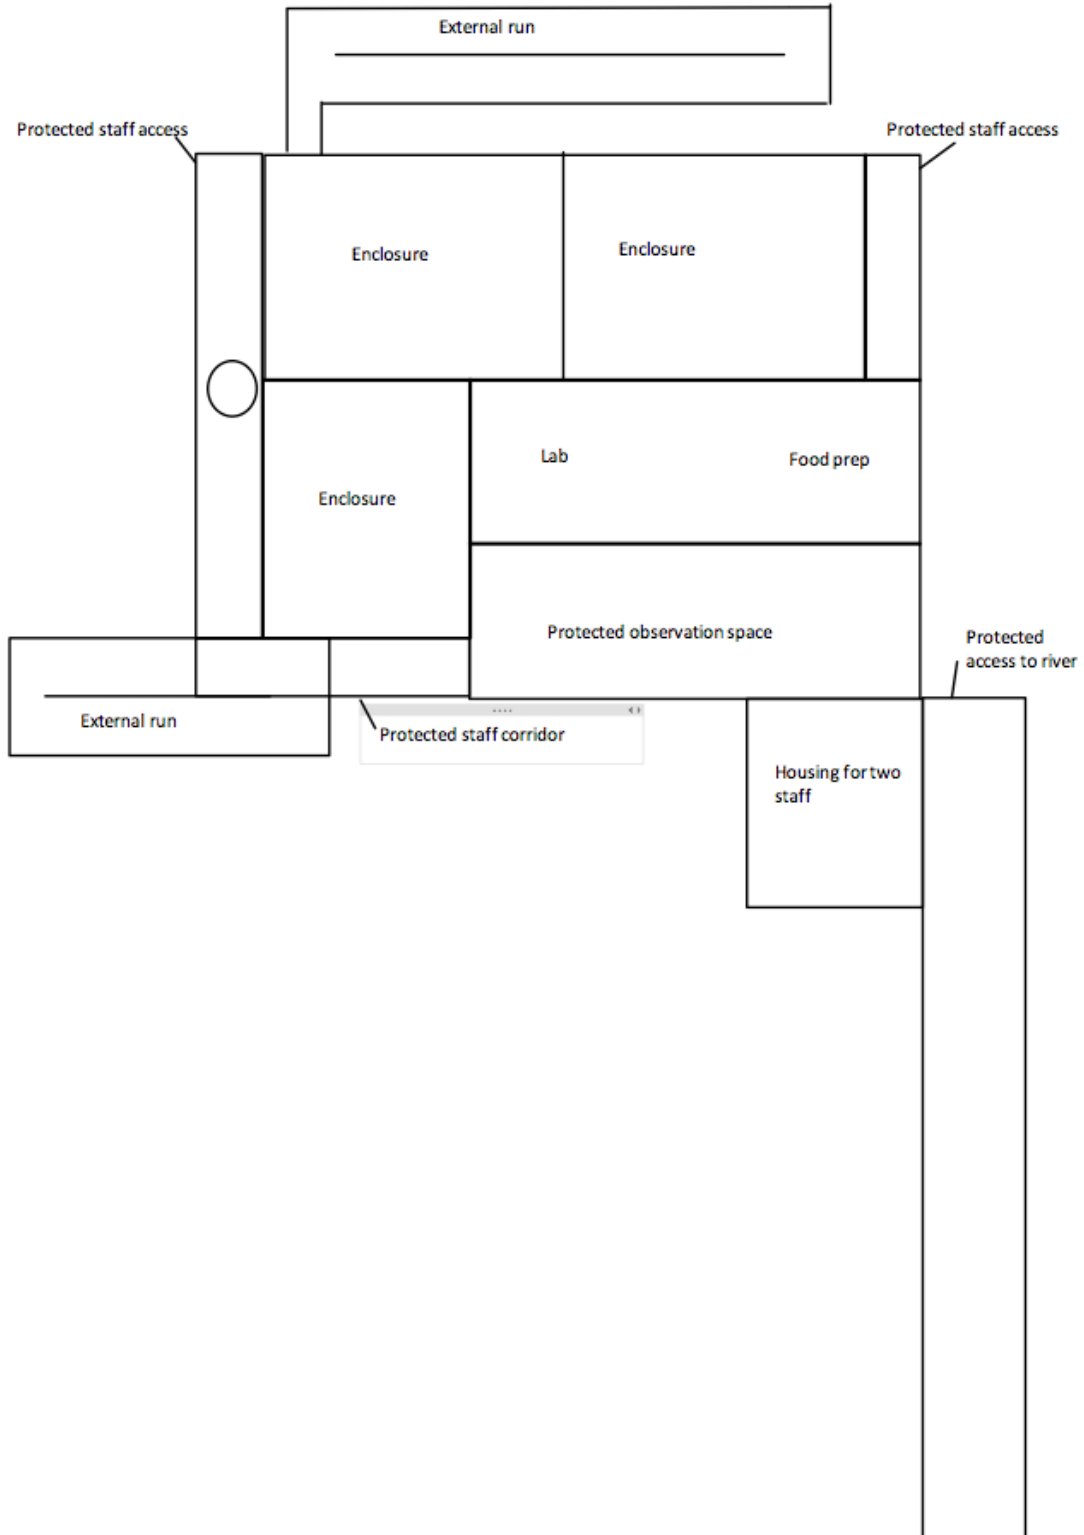 External run
Protected staff access
Protected staff access
Enclosure
Enclosure
Lab
Food prep
Enclosure
Protected observation space
Protected
access to river
External run
Protected staff corridor
Housing for two
staff